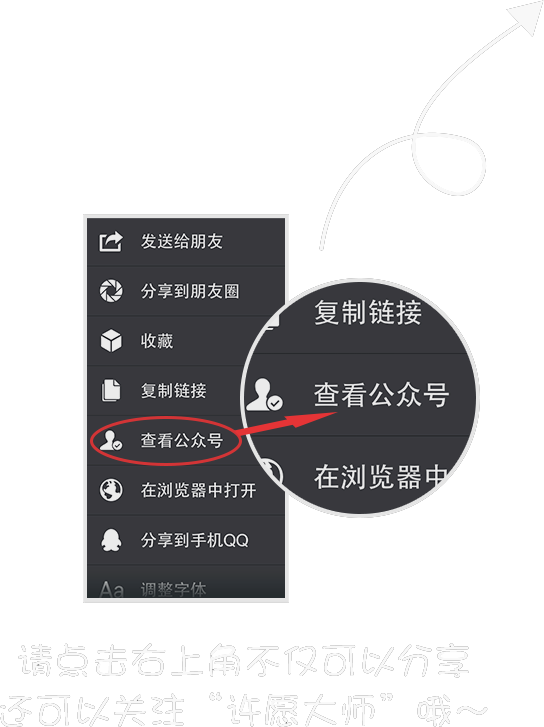 发送给朋友
分享到朋友圈
收藏
复制链接
查看公众号
在浏览器中打开
分享到手机QQ
Aa 调整字体
复制链接
查看公众号
在浏览器中
请点击右上角不仅可以分享
还可以关注“许愿大师”哦~